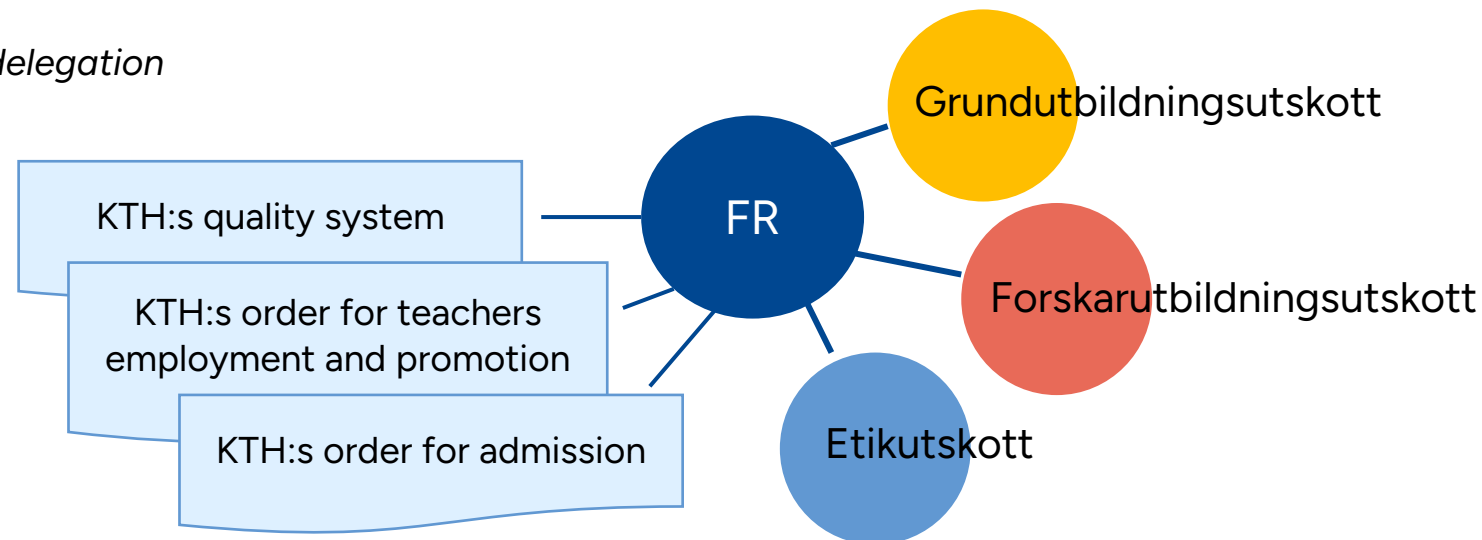 delegation
Grundutbildningsutskott
KTH:s quality system
FR
Forskarutbildningsutskott
KTH:s order for teachers
employment and promotion
Etikutskott
KTH:s order for admission